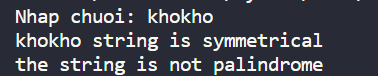 Nhap chuoi: khokho
khokho string is symmetrical
the string is not palindrome